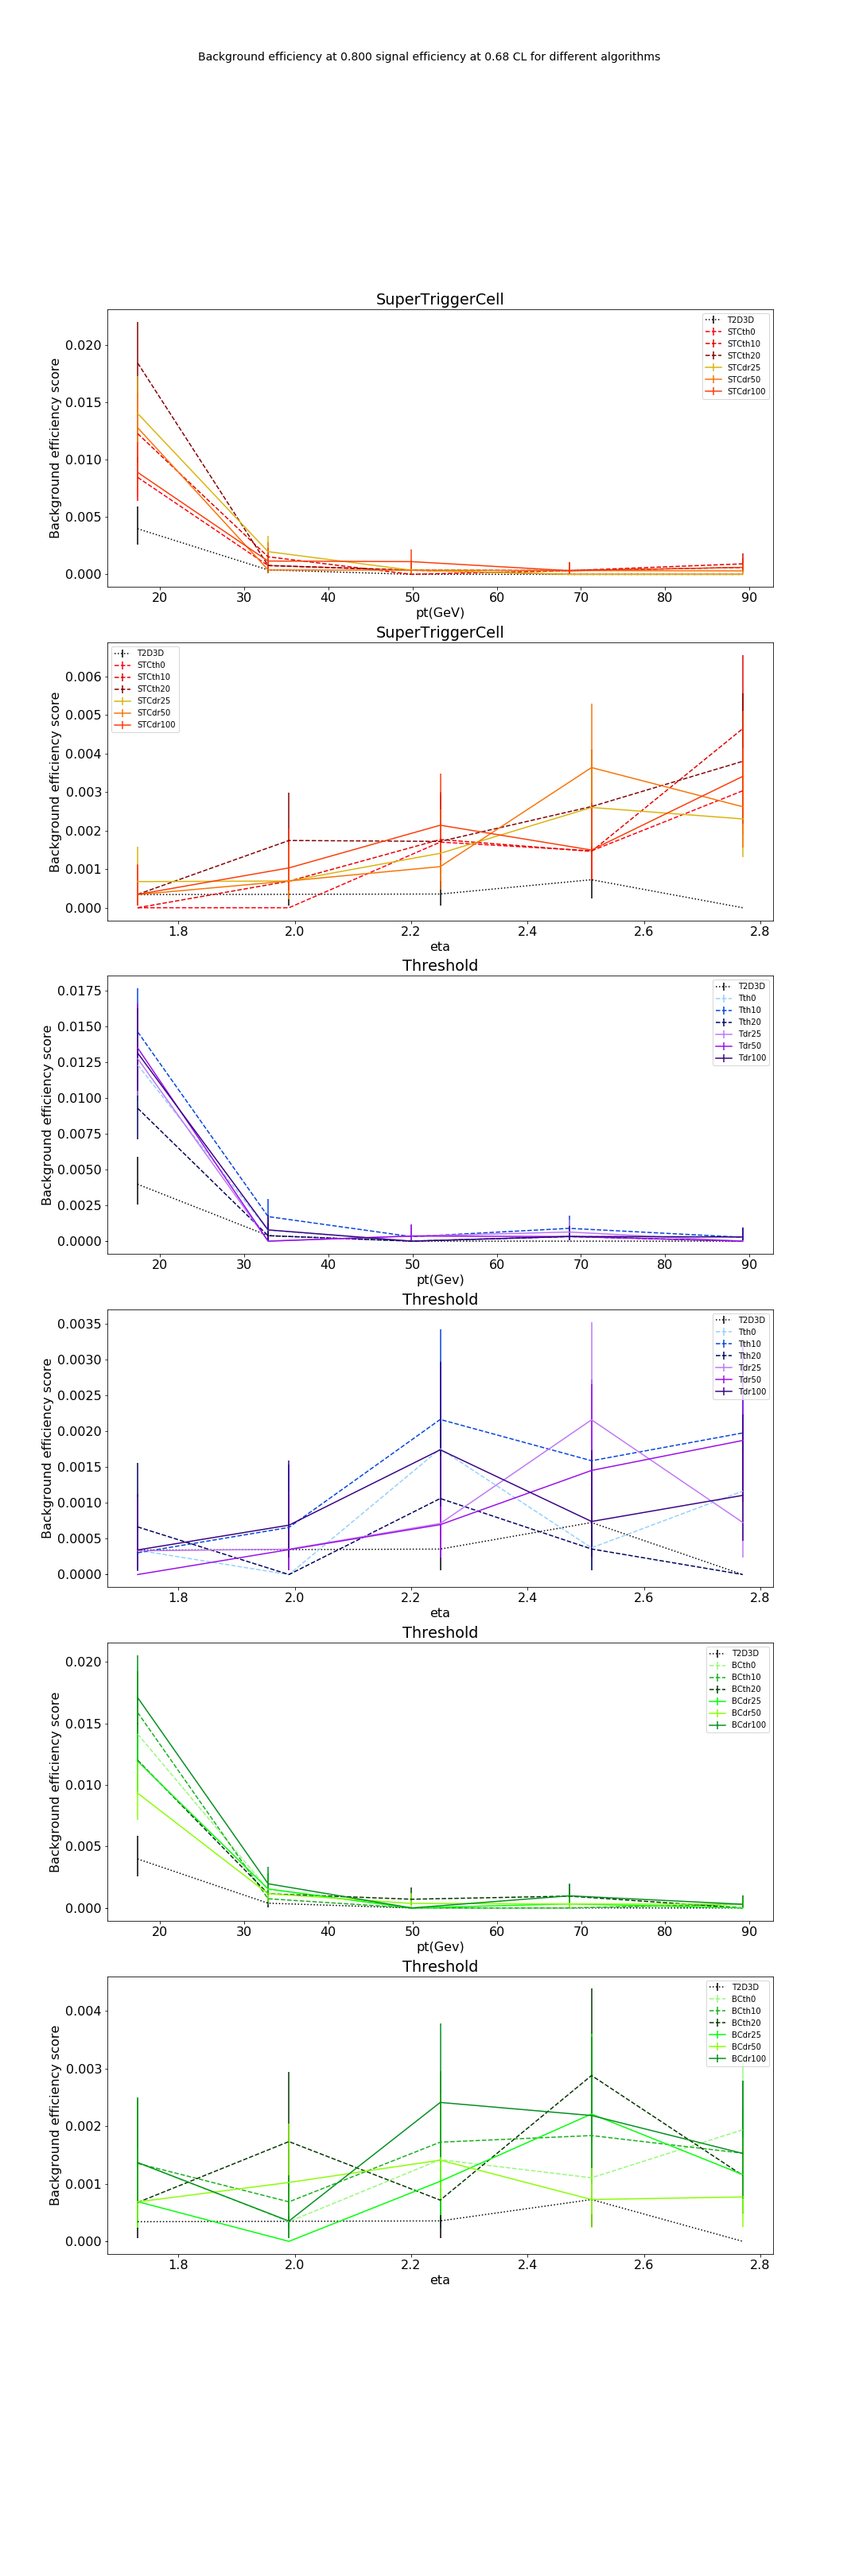 Background efficiency at 0.800 signal efficiency at 0.68 CL for different algorithms
SuperTriggerCell
Background efficiency score
0.020
0.015
0.010
0.005
0.000
T2D3D
STCth0
STCth10
STCth20
STCdr25
STCdr50
STCdr100
20 30 40 50 60 70 80 90
pt(GeV)
SuperTriggerCell
Background efficiency score
0.006
0.005
0.004
0.003
0.002
0.001
0.000
T2D3D
STCth0
STCth10
STCth20
STCdr25
STCdr50
STCdr100
1.8 2.0 2.2 2.4 2.6 2.8
eta
Threshold
Background efficiency score
0.0175
0.0150
0.0125
0.0100
0.0075
0.0050
0.0025
0.0000
T2D3D
Tth0
Tth10
Tth20
Tdr25
Tdr50
Tdr100
20 30 40 50 60 70 80 90
pt(Gev)
Threshold
Background efficiency score
0.0035
0.0030
0.0025
0.0020
0.0015
0.0010
0.0005
0.0000
T2D3D
Tth0
Tth10
Tth20
Tdr25
Tdr50
Tdr100
1.8 2.0 2.2 2.4 2.6 2.8
eta
Threshold
Background efficiency score
0.020
0.015
0.010
0.005
0.000
T2D3D
BCth0
BCth10
BCth20
BCdr25
BCdr50
BCdr100
20 30 40 50 60 70 80 90
pt(Gev)
Threshold
Background efficiency score
0.004
0.003
0.002
0.001
0.000
T2D3D
BCth0
BCth10
BCth20
BCdr25
BCdr50
BCdr100
1.8 2.0 2.2 2.4 2.6 2.8
eta